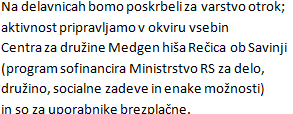 Na delavnicah bomo poskrbeli za varstvo otrok;
aktivnost pripravljamo v okviru vsebin
Centra za družine Medgen hiša Rečica ob Savinji
(program sofinancira Ministrstvo RS za delo,
družino, socialne zadeve in enake možnosti)
in so za uporabnike brezplačne.